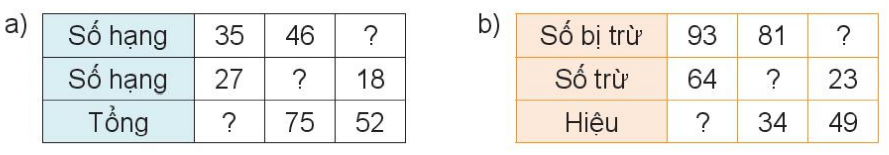 a)
Số hạng 35 46 ?
Số hạng 27 ? 18
Tổng ? 75 52
b)
Số bị trừ 93 81 ?
Số trừ 64 ? 23
Hiệu ? 34 49